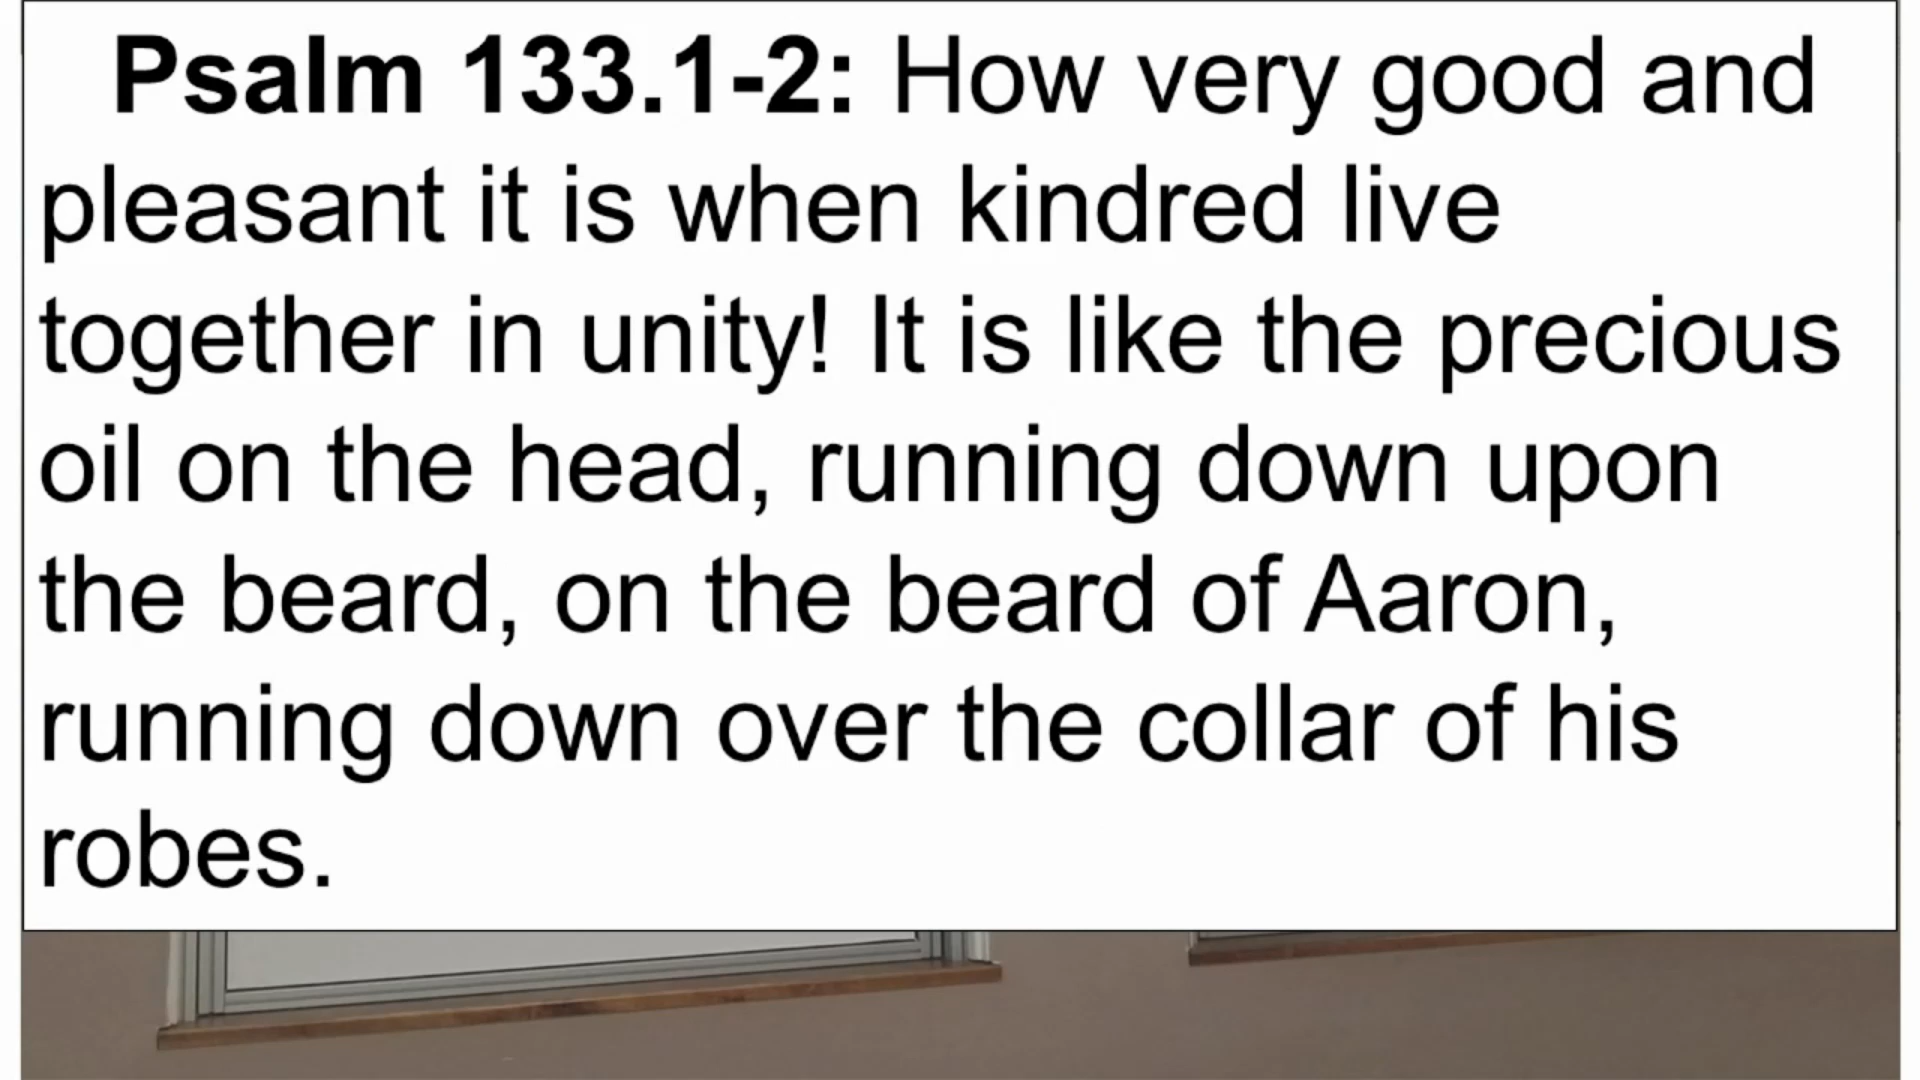 Psalm 133.1-2: How very good and
pleasant it is when kindred live
together in unity! It is like the precious
oil on the head, running down upon
the beard, on the beard of Aaron,
running down over the collar of his
robes.